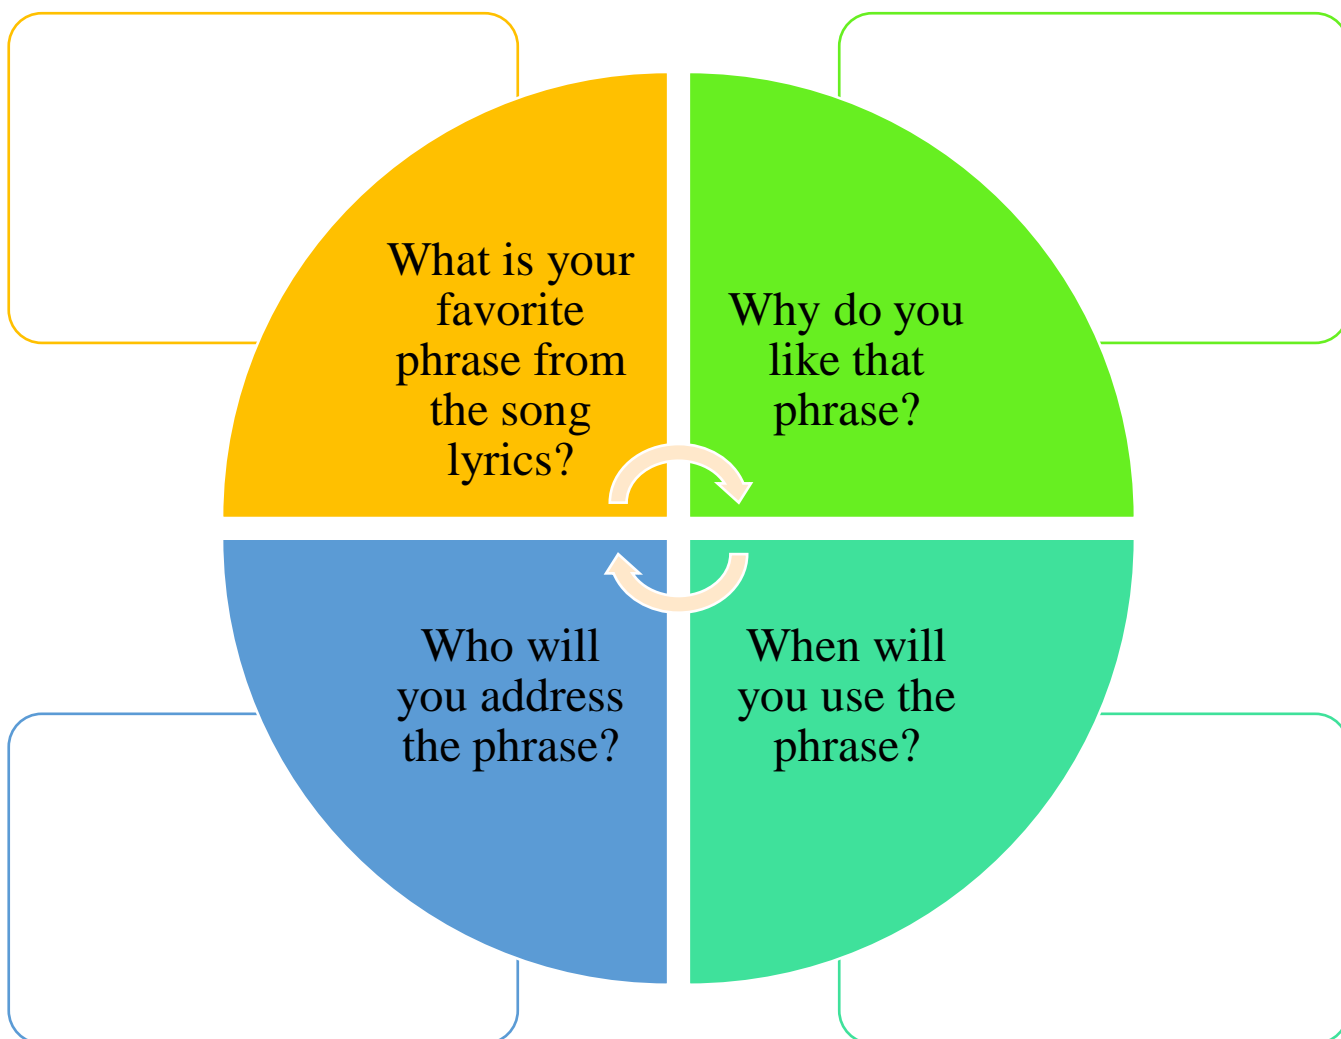 What is your
favorite
phrase from
the song
lyrics?
Why do you
like that
phrase?
Who will
you address
the phrase?
When will
you use the
phrase?